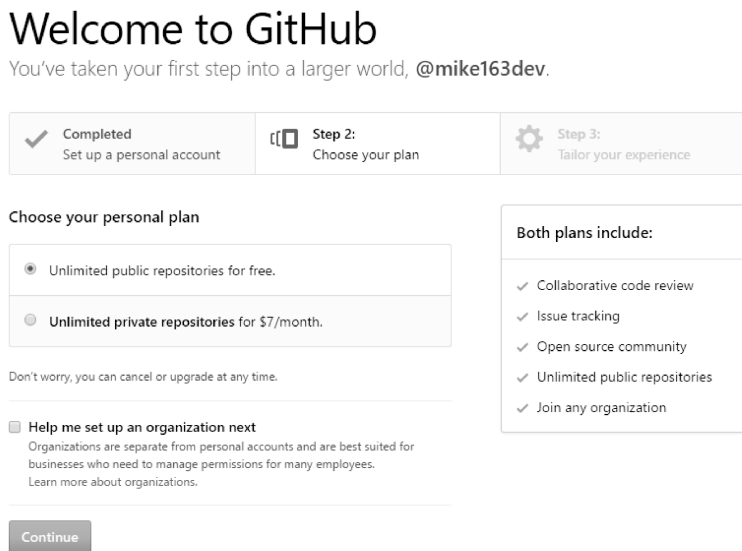 Welcome to GitHub
You've taken your first step into a larger world, @mike163dev.
Completed
Set up a personal account
Step 2:
Choose your plan
Step 3:
Tailor your experience
Choose your personal plan
Unlimited public repositories for free.
Unlimited private repositories for $7/month.
Don't worry, you can cancel or upgrade at any time.
Help me set up an organization next
Organizations are separate from personal accounts and are best suited for
businesses who need to manage permissions for many employees.
Learn more about organizations.
Continue
Both plans include:
Collaborative code review
Issue tracking
Open source community
Unlimited public repositories
Join any organization